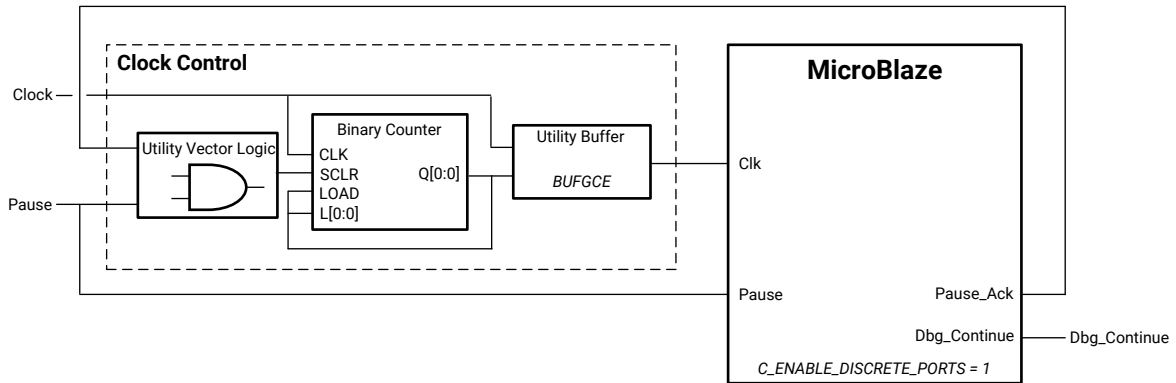 Clock Control
MicroBlaze
Clock
Binary Counter
Utility Buffer
Utility Vector Logic
CLK
SCLR
Q[0:0]
LOAD
L[0:0]
BUFGCE
Clk
Pause
Pause
Pause_Ack
Dbg_Continue
Dbg_Continue
C_ENABLE_DISCRETE_PORTS = 1